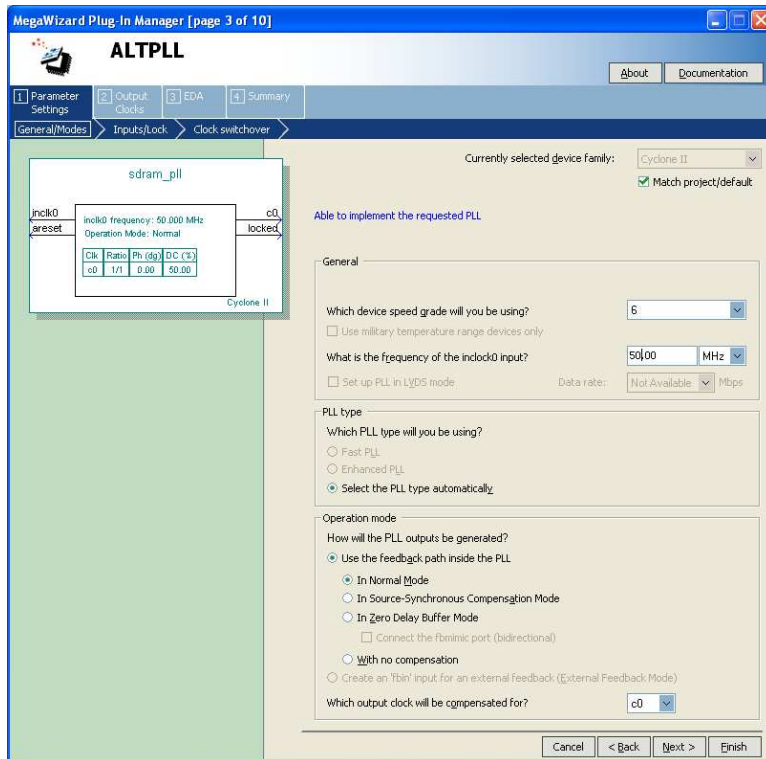 MegaWizard Plug-In Manager [page 3 of 10]
ALTPLL
About Documentation
1 Parameter Settings 2 Output Clocks 3 EDA 4 Summary
General/Modes Inputs/Lock Clock switchover
sdram_pll
inclk0
areset
inclk0 frequency: 50.000 MHz
Operation Mode: Normal
Clk Ratio Ph (dg) DC (%)
c0 1/1 0.00 50.00
c0
locked
Cyclone II
Currently selected device family: Cyclone II
Match project/default
Able to implement the requested PLL
General
Which device speed grade will you be using? 6
Use military temperature range devices only
What is the frequency of the inclock0 input? 50.00 MHz
Set up PLL in LVDS mode Data rate: Not Available Mbps
PLL type
Which PLL type will you be using?
Fast PLL
Enhanced PLL
Select the PLL type automatically
Operation mode
How will the PLL outputs be generated?
Use the feedback path inside the PLL
In Normal Mode
In Source-Synchronous Compensation Mode
In Zero Delay Buffer Mode
Connect the fbmimic port (bidirectional)
With no compensation
Create an 'fbin' input for an external feedback (External Feedback Mode)
Which output clock will be compensated for? c0
Cancel < Back Next > Finish